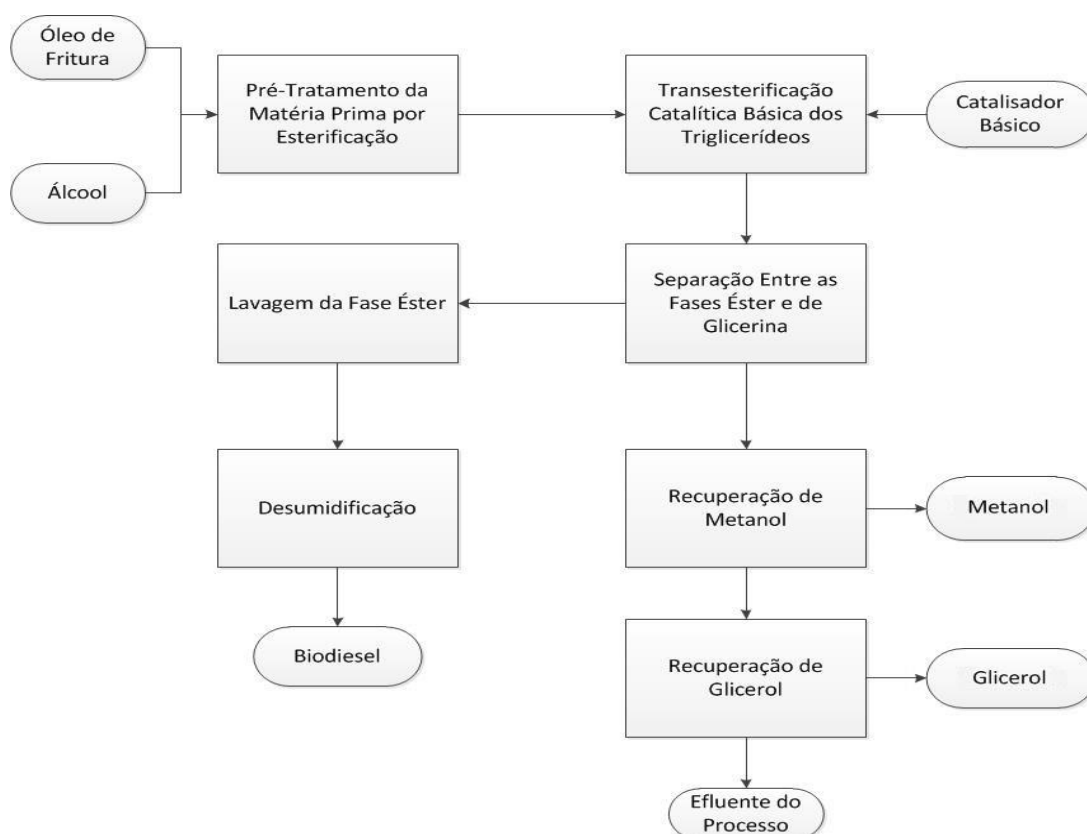 Óleo de
Fritura
Pré-Tratamento da
Matéria Prima por
Esterificação
Transesterificação
Catalítica Básica dos
Triglicerídeos
Catalisador
Básico
Álcool
Lavagem da Fase Éster
Separação Entre as
Fases Éster e de
Glicerina
Desumidificação
Recuperação de
Metanol
Metanol
Biodiesel
Recuperação de
Glicerol
Glicerol
Efluente do
Processo